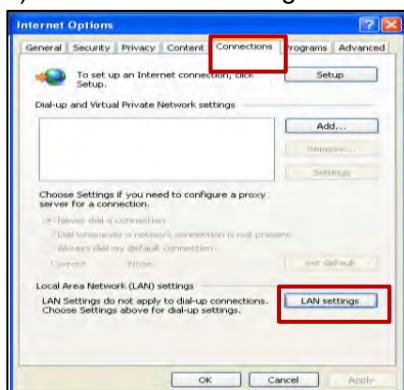 Internet Options
General Security Privacy Content Connections Programs Advanced
To set up an Internet connection, click
Setup.
Setup
Dial-up and Virtual Private Network settings
Add...
Remove...
Settings
Choose Settings if you need to configure a proxy
server for a connection.
Never dial a connection
Dial whenever a network connection is not present
Always dial my default connection
Current None
Set default
Local Area Network (LAN) settings
LAN Settings do not apply to dial-up connections.
Choose Settings above for dial-up settings.
LAN settings
OK Cancel Apply